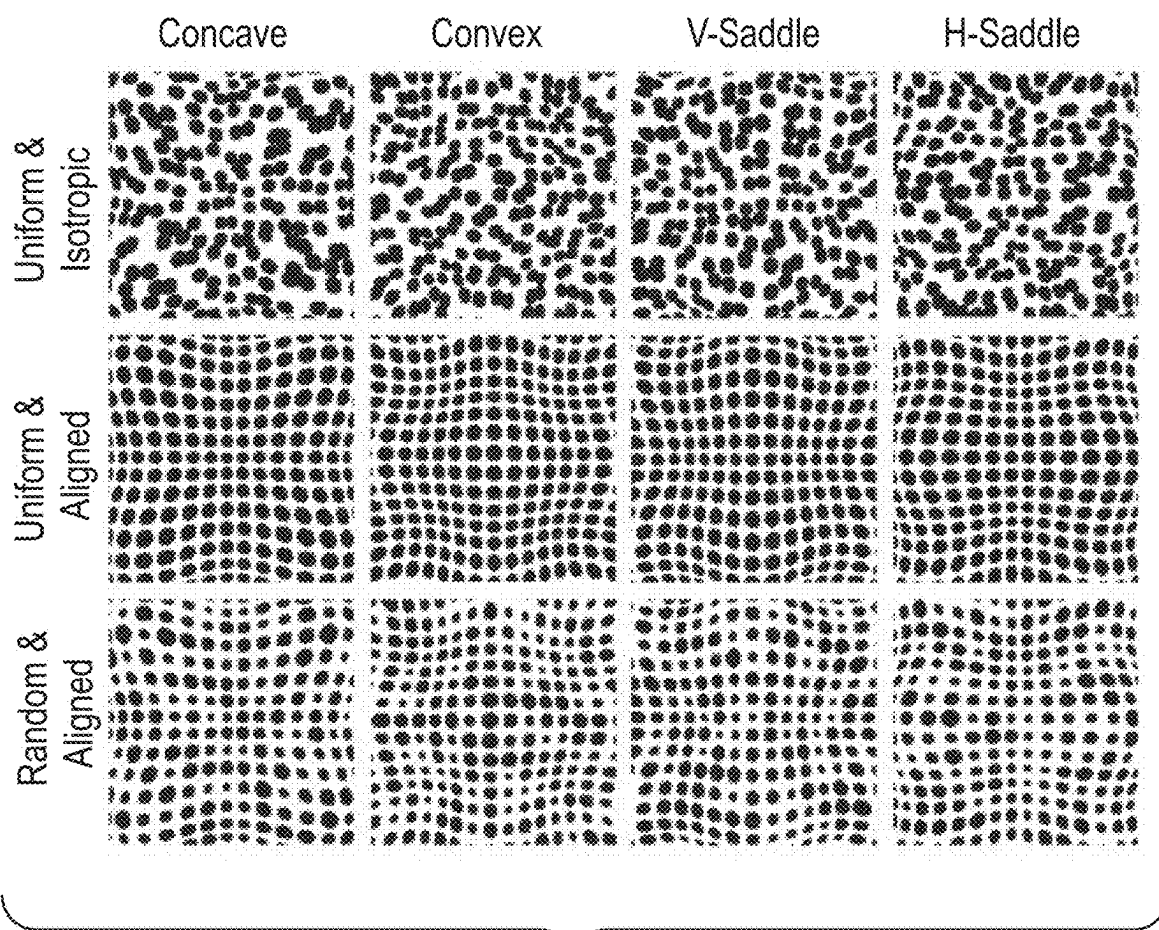 Concave Convex V-Saddle H-Saddle
Uniform &
Isotropic
Uniform &
Aligned
Random &
Aligned